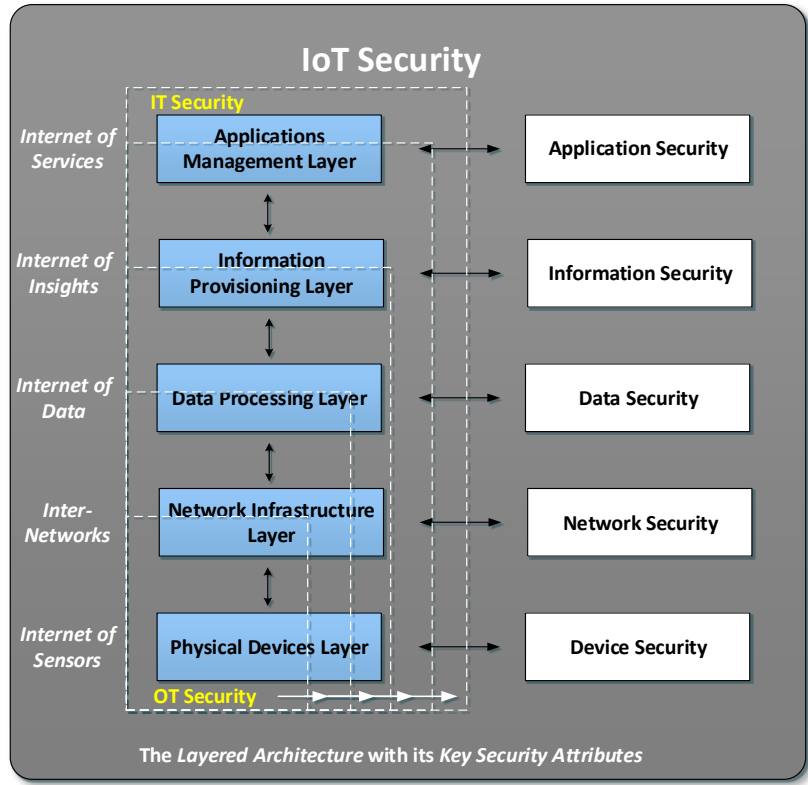 IoT Security
IT Security
Internet of
Services
Applications
Management Layer
Application Security
Internet of
Insights
Information
Provisioning Layer
Information Security
Internet of
Data
Data Processing Layer
Data Security
Inter-
Networks
Network Infrastructure
Layer
Network Security
Internet of
Sensors
Physical Devices Layer
Device Security
OT Security
The Layered Architecture with its Key Security Attributes